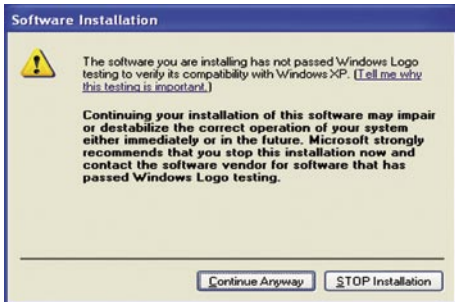 Software Installation
The software you are installing has not passed Windows Logo
testing to verify its compatibility with Windows XP. (Tell me why
this testing is important.)
Continuing your installation of this software may impair
or destabilize the correct operation of your system
either immediately or in the future. Microsoft strongly
recommends that you stop this installation now and
contact the software vendor for software that has
passed Windows Logo testing.
Continue Anyway STOP Installation